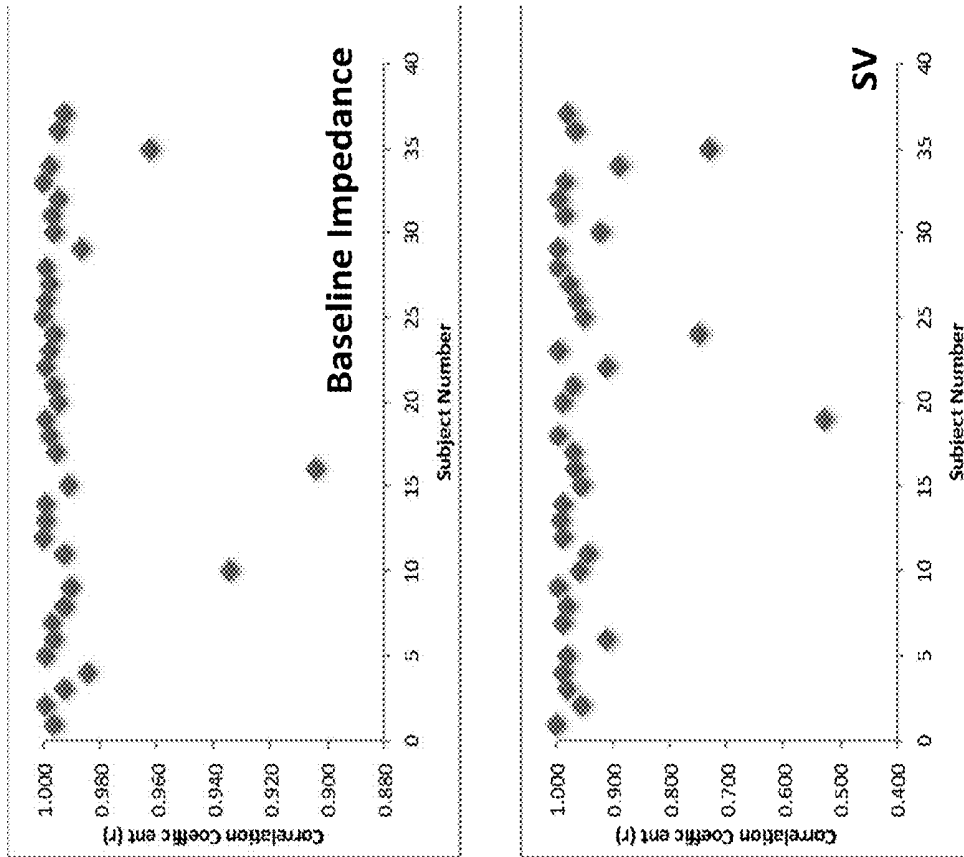 Correlation Coeffic ent (r)
1.000
0.980
0.960
0.940
0.920
0.900
0.880
0 5 10 15 20 25 30 35 40
Subject Number
Baseline Impedance
Correlation Coeffic ent (r)
1.000
0.900
0.800
0.700
0.600
0.500
0.400
0 5 10 15 20 25 30 35 40
Subject Number
SV